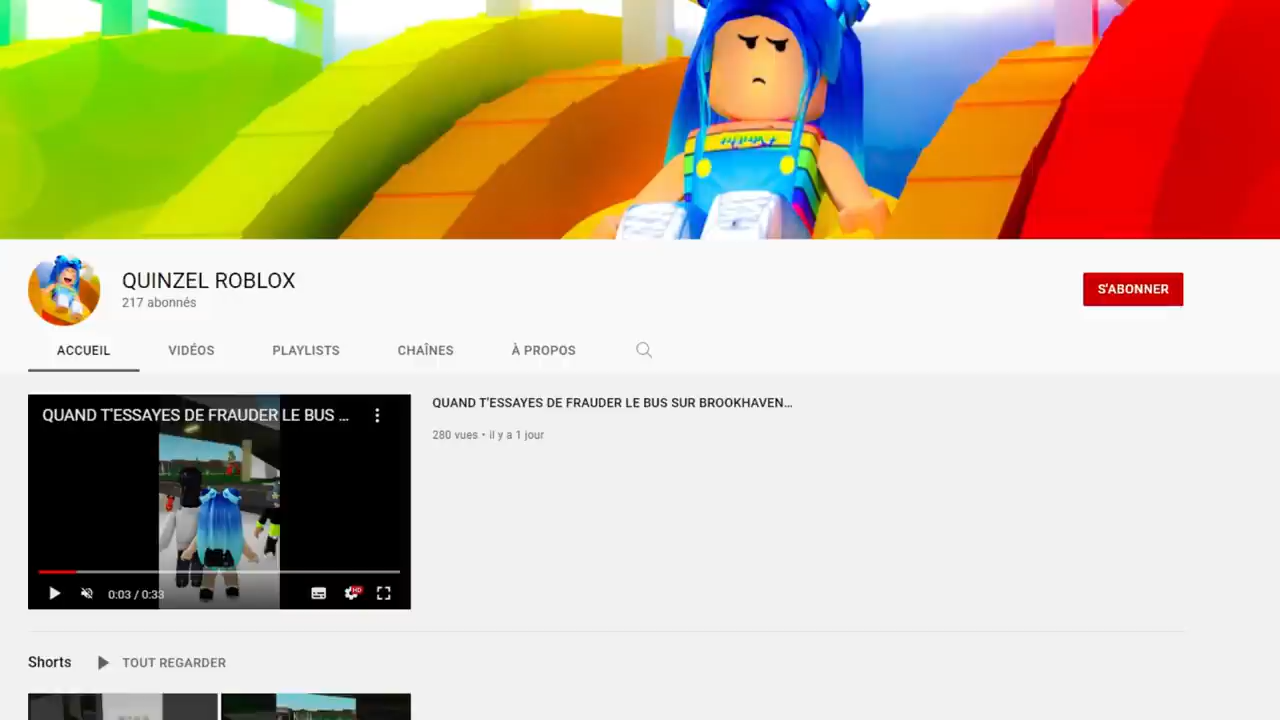 QUINZEL ROBLOX
217 abonnés
S'ABONNER
ACCUEIL
VIDÉOS
PLAYLISTS
CHAÎNES
À PROPOS
QUAND T'ESSAYES DE FRAUDER LE BUS ...
0:03 / 0:33
HD
QUAND T'ESSAYES DE FRAUDER LE BUS SUR BROOKHAVEN...
280 vues • il y a 1 jour
Shorts
TOUT REGARDER